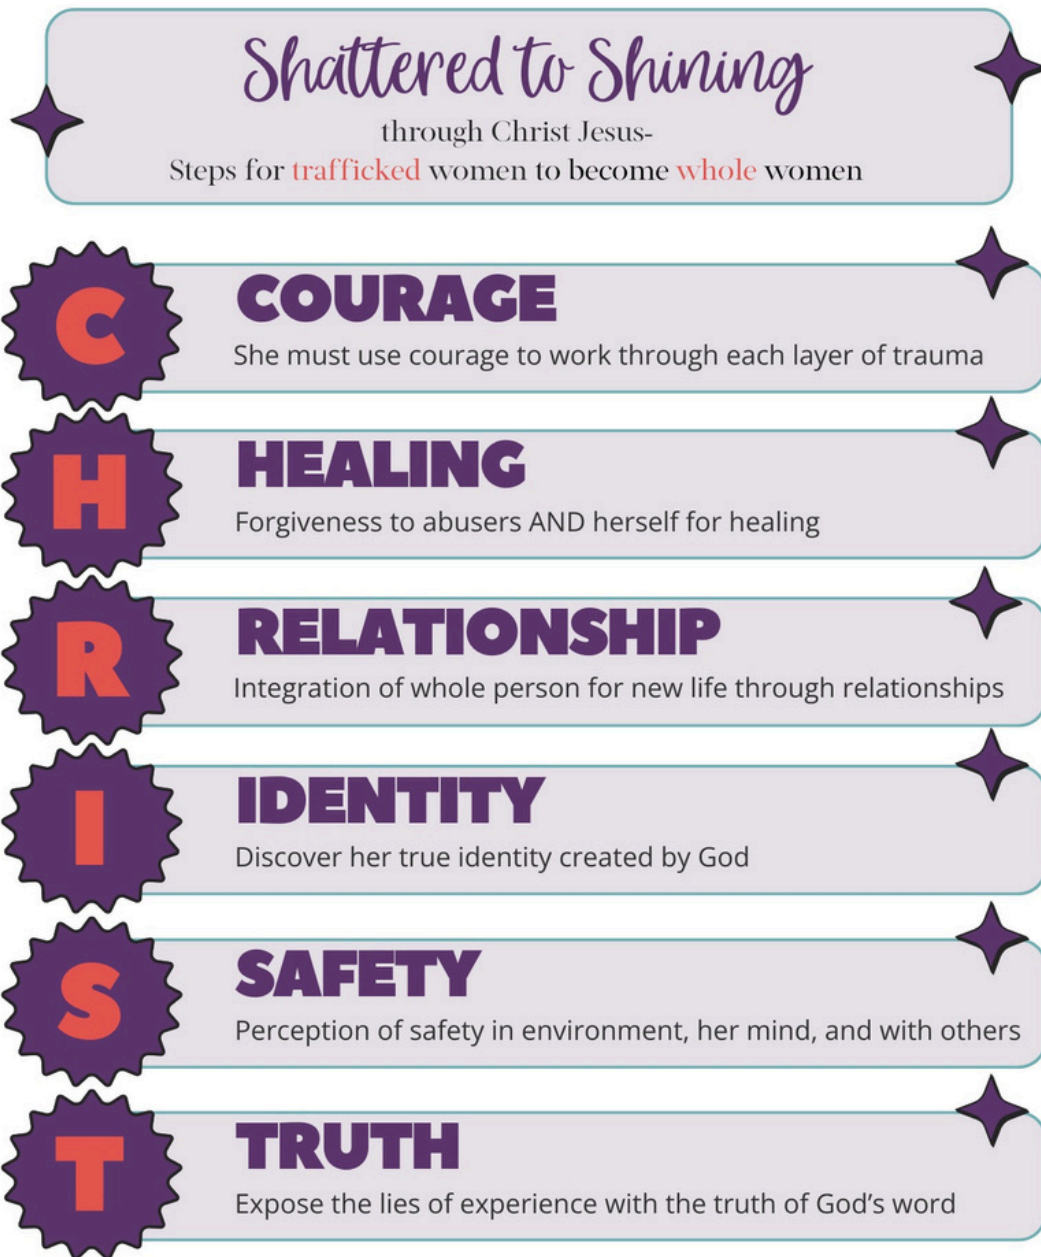 Shattered to Shining
through Christ Jesus-
Steps for trafficked women to become whole women
C
COURAGE
She must use courage to work through each layer of trauma
H
HEALING
Forgiveness to abusers AND herself for healing
R
RELATIONSHIP
Integration of whole person for new life through relationships
I
IDENTITY
Discover her true identity created by God
S
SAFETY
Perception of safety in environment, her mind, and with others
T
TRUTH
Expose the lies of experience with the truth of God’s word